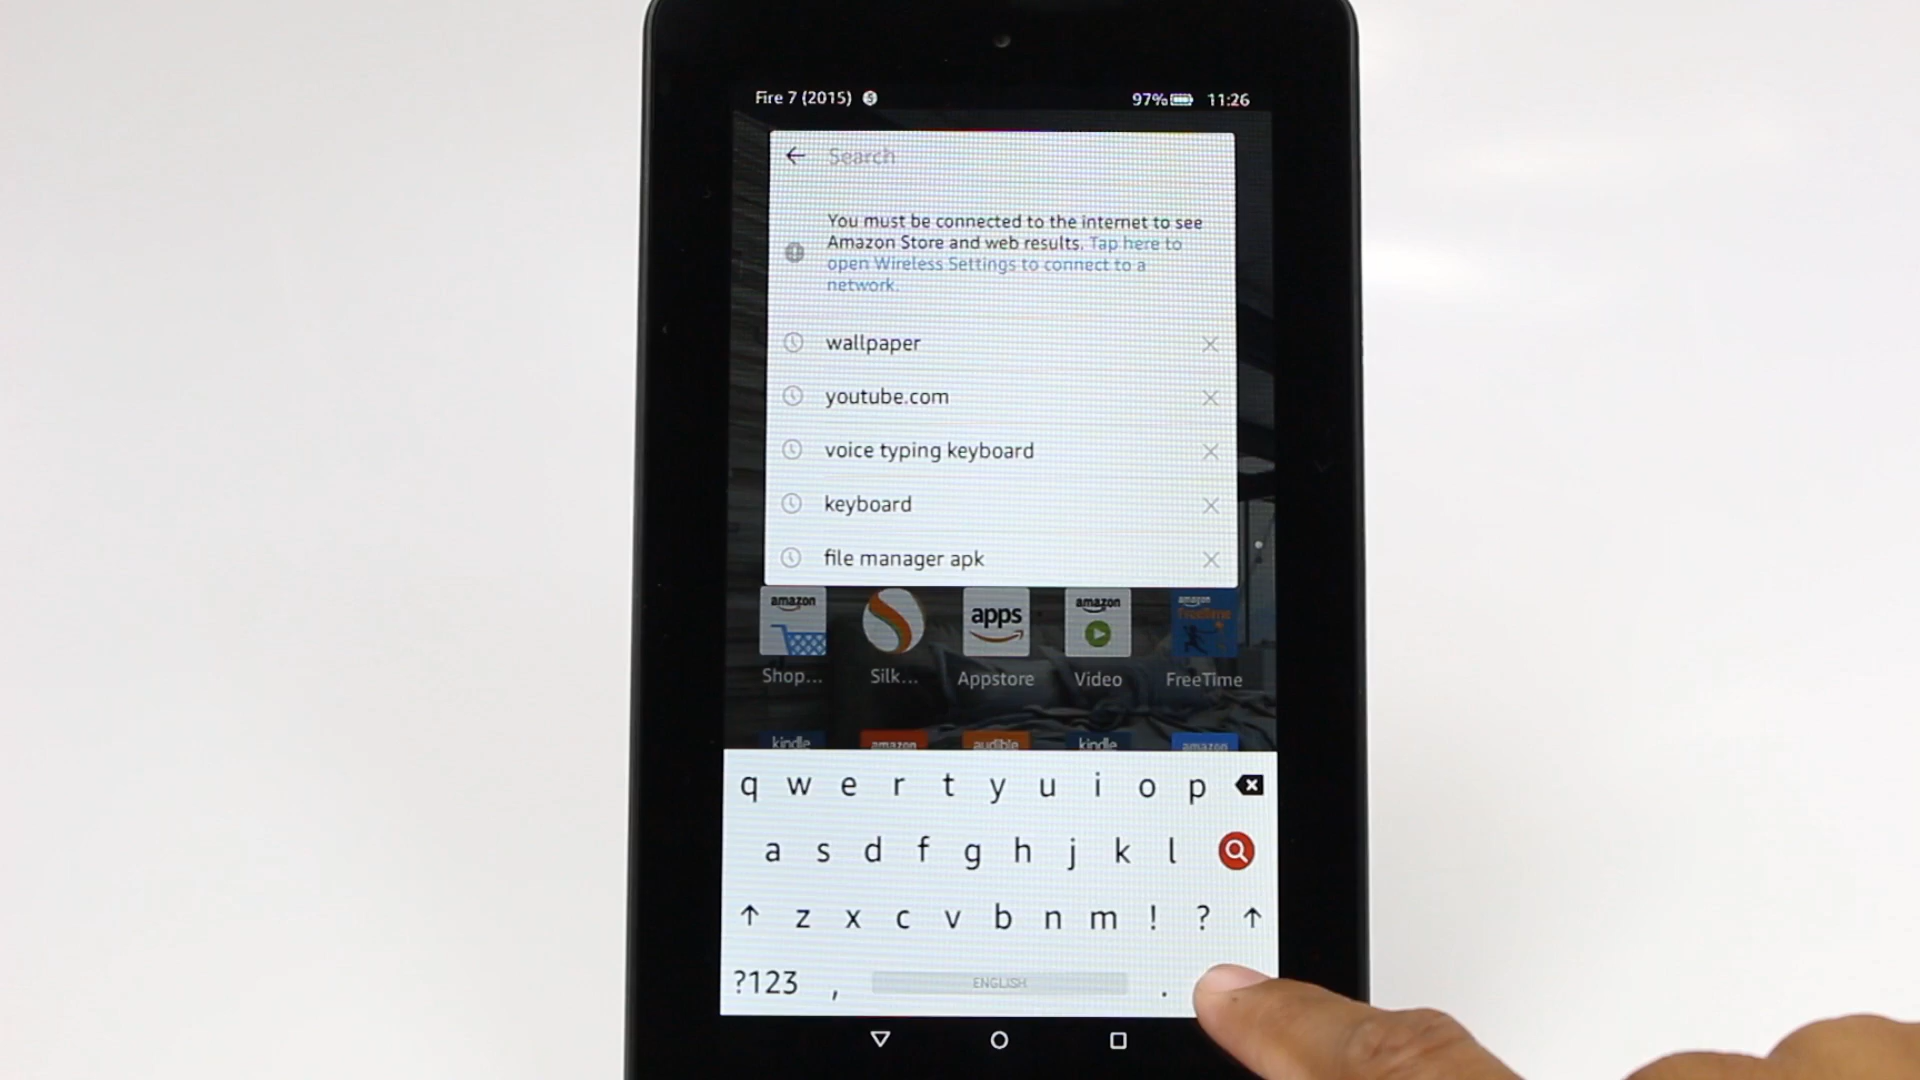 Fire 7 (2015)
97% 11:26
Search
You must be connected to the internet to see
Amazon Store and web results. Tap here to
open Wireless Settings to connect to a
network.
wallpaper
youtube.com
voice typing keyboard
keyboard
file manager apk
amazon
apps
amazon
amazon
FreeTime
Shop...
Silk...
Appstore
Video
FreeTime
kindle
amazon
audible
kindle
amazon
q w e r t y u i o p
a s d f g h j k l
z x c v b n m ! ?
?123 , ENGLISH .